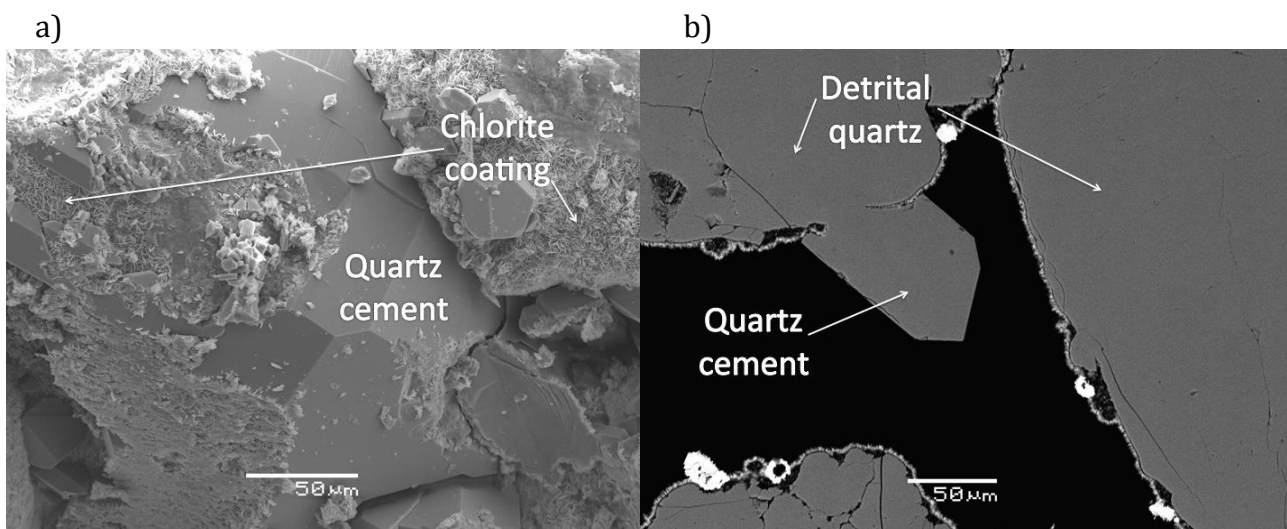 a)
b)
Chlorite
coating
Quartz
cement
50µm
Detrital
quartz
Quartz
cement
50µm